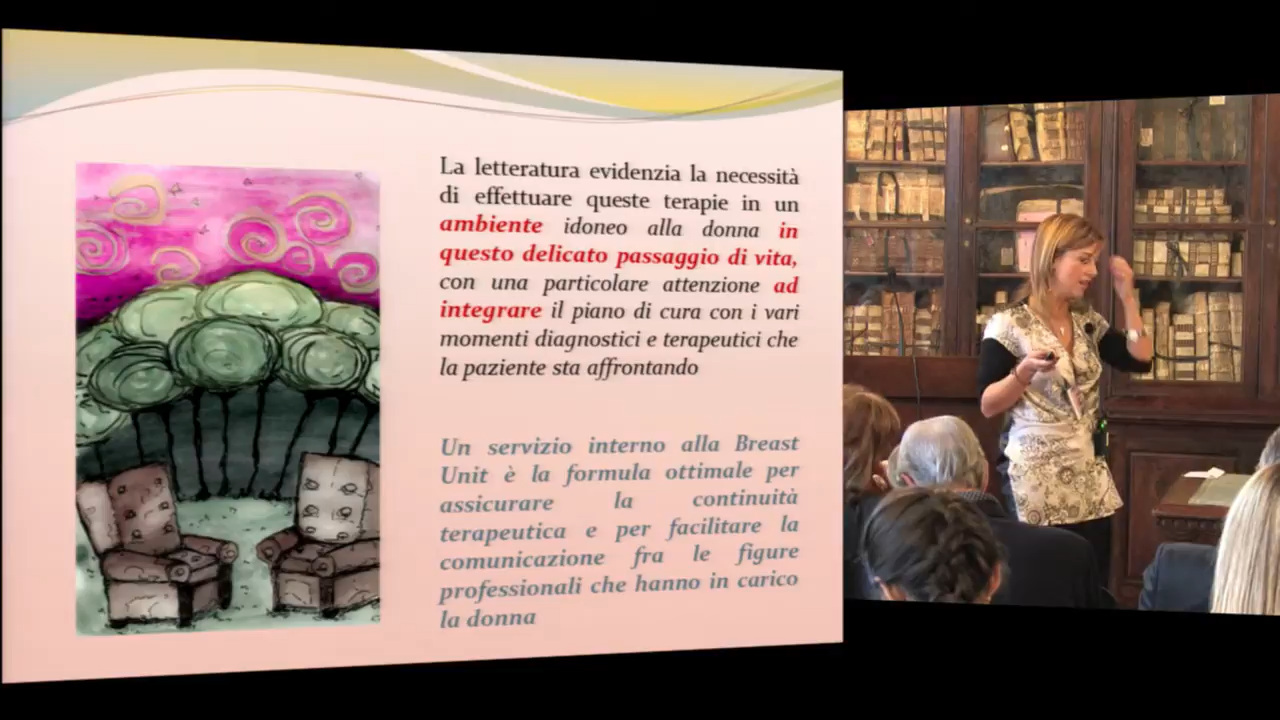 La letteratura evidenzia la necessità
di effettuare queste terapie in un
ambiente idoneo alla donna in
questo delicato passaggio di vita,
con una particolare attenzione ad
integrare il piano di cura con i vari
momenti diagnostici e terapeutici che
la paziente sta affrontando
Un servizio interno alla Breast
Unit è la formula ottimale per
assicurare la continuità
terapeutica e per facilitare la
comunicazione fra le figure
professionali che hanno in carico
la donna